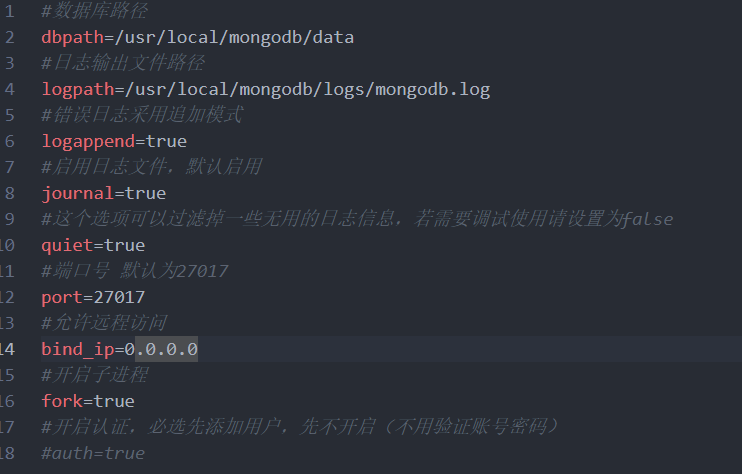 1 #数据库路径
2 dbpath=/usr/local/mongodb/data
3 #日志输出文件路径
4 logpath=/usr/local/mongodb/logs/mongodb.log
5 #错误日志采用追加模式
6 logappend=true
7 #启用日志文件，默认启用
8 journal=true
9 #这个选项可以过滤掉一些无用的日志信息，若需要调试使用请设置为false
10 quiet=true
11 #端口号 默认为27017
12 port=27017
13 #允许远程访问
14 bind_ip=0.0.0.0
15 #开启子进程
16 fork=true
17 #开启认证，必选先添加用户，先不开启（不用验证账号密码）
18 #auth=true